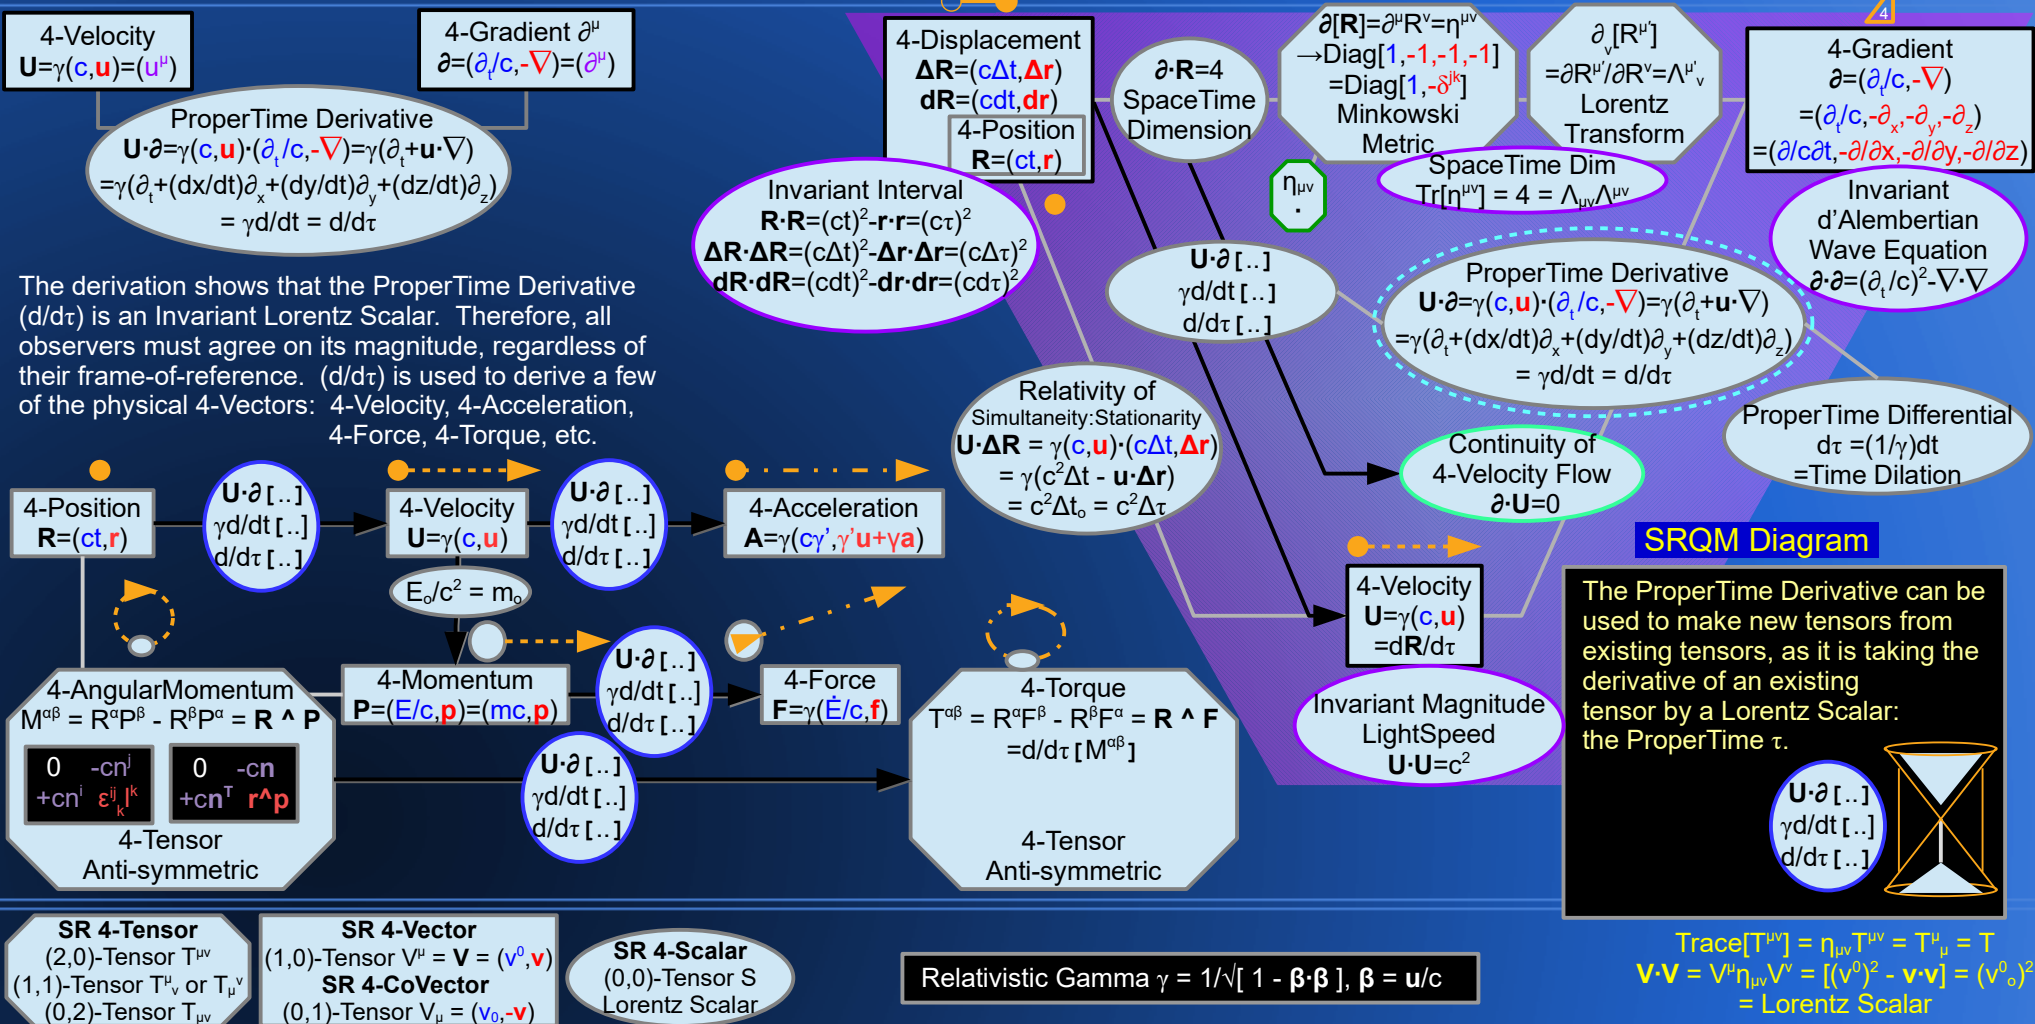 4-Velocity
U=γ(c,u)=(u^μ)
4-Gradient ∂^μ
∂=(∂_t/c,-∇)=(∂^μ)
ProperTime Derivative
U·∂=γ(c,u)·(∂_t/c,-∇)=γ(∂_t+u·∇)
=γ(∂_t+(dx/dt)∂_x+(dy/dt)∂_y+(dz/dt)∂_z)
= γd/dt = d/dτ
The derivation shows that the ProperTime Derivative
(d/dτ) is an Invariant Lorentz Scalar.  Therefore, all
observers must agree on its magnitude, regardless of
their frame-of-reference.  (d/dτ) is used to derive a few
of the physical 4-Vectors:  4-Velocity, 4-Acceleration,
4-Force, 4-Torque, etc.
4-Displacement
ΔR=(cΔt,Δr)
dR=(cdt,dr)
4-Position
R=(ct,r)
∂·R=4
SpaceTime
Dimension
∂[R]=∂^μR^ν=η^μν
→Diag[1,-1,-1,-1]
=Diag[1,-δ^jk]
Minkowski
Metric
∂_ν[R^μ']
=∂R^μ'/∂R^ν=Λ^μ'_ν
Lorentz
Transform
4
4-Gradient
∂=(∂_t/c,-∇)
=(∂_t/c,-∂_x,-∂_y,-∂_z)
=(∂/c∂t,-∂/∂x,-∂/∂y,-∂/∂z)
Invariant Interval
R·R=(ct)²-r·r=(cτ)²
ΔR·ΔR=(cΔt)²-Δr·Δr=(cΔτ)²
dR·dR=(cdt)²-dr·dr=(cdτ)²
η_μν
·
SpaceTime Dim
Tr[η^μν] = 4 = Λ_μνΛ^μν
Invariant
d'Alembertian
Wave Equation
∂·∂=(∂_t/c)²-∇·∇
U·∂[..]
γd/dt[..]
d/dτ[..]
ProperTime Derivative
U·∂=γ(c,u)·(∂_t/c,-∇)=γ(∂_t+u·∇)
=γ(∂_t+(dx/dt)∂_x+(dy/dt)∂_y+(dz/dt)∂_z)
= γd/dt = d/dτ
Relativity of
Simultaneity:Stationarity
U·ΔR = γ(c,u)·(cΔt,Δr)
= γ(c²Δt - u·Δr)
= c²Δt_o = c²Δτ
Continuity of
4-Velocity Flow
∂·U=0
ProperTime Differential
dτ =(1/γ)dt
=Time Dilation
4-Position
R=(ct,r)
U·∂[..]
γd/dt[..]
d/dτ[..]
4-Velocity
U=γ(c,u)
U·∂[..]
γd/dt[..]
d/dτ[..]
4-Acceleration
A=γ(cγ',γ'u+γa)
E_o/c² = m_o
4-Velocity
U=γ(c,u)
=dR/dτ
Invariant Magnitude
LightSpeed
U·U=c²
SRQM Diagram
The ProperTime Derivative can be
used to make new tensors from
existing tensors, as it is taking the
derivative of an existing
tensor by a Lorentz Scalar:
the ProperTime τ.
U·∂[..]
γd/dt[..]
d/dτ[..]
4-AngularMomentum
M^αβ = R^αP^β - R^βP^α = R ^ P
0 -cn^j
+cn^i ε^ij_k l^k
0 -cn
+cn^T r^p
4-Tensor
Anti-symmetric
4-Momentum
P=(E/c,p)=(mc,p)
U·∂[..]
γd/dt[..]
d/dτ[..]
4-Force
F=γ(Ė/c,f)
U·∂[..]
γd/dt[..]
d/dτ[..]
4-Torque
T^αβ = R^αF^β - R^βF^α = R ^ F
=d/dτ[M^αβ]
4-Tensor
Anti-symmetric
SR 4-Tensor
(2,0)-Tensor T^μν
(1,1)-Tensor T^μ_ν or T_μ^ν
(0,2)-Tensor T_μν
SR 4-Vector
(1,0)-Tensor V^μ = V = (v⁰,v)
SR 4-CoVector
(0,1)-Tensor V_μ = (v₀,-v)
SR 4-Scalar
(0,0)-Tensor S
Lorentz Scalar
Relativistic Gamma γ = 1/√[ 1 - β·β ], β = u/c
Trace[T^μν] = η_μνT^μν = T^μ_μ = T
V·V = V^μη_μνV^ν = [(v⁰)² - v·v] = (v⁰_o)²
= Lorentz Scalar